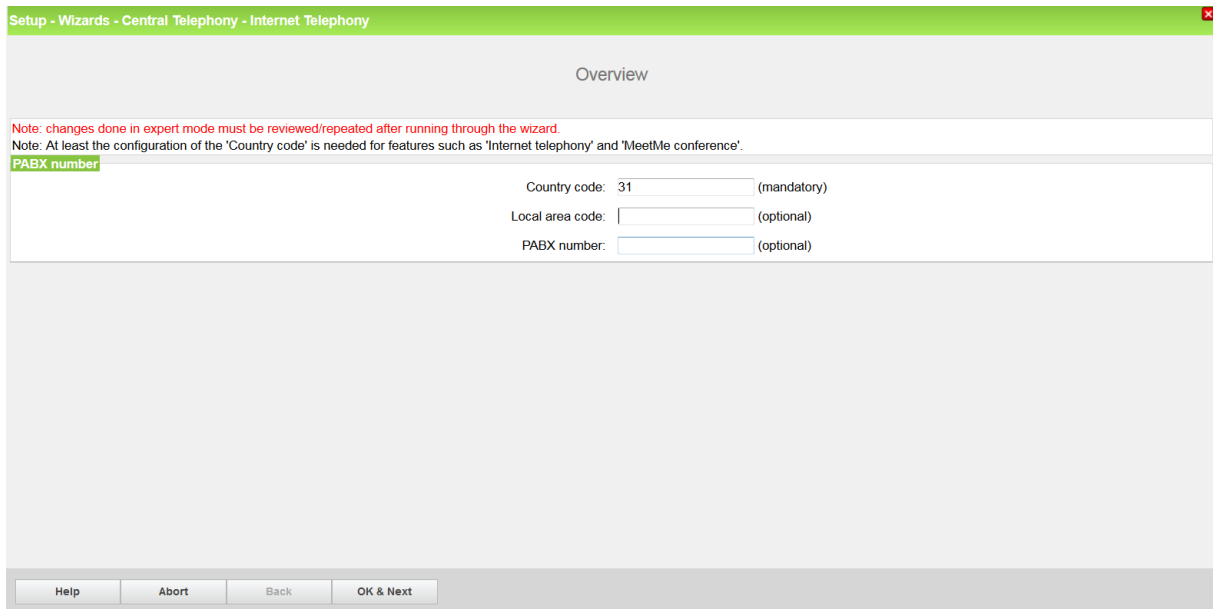 Setup - Wizards - Central Telephony - Internet Telephony
Overview
Note: changes done in expert mode must be reviewed/repeated after running through the wizard.
Note: At least the configuration of the 'Country code' is needed for features such as 'Internet telephony' and 'MeetMe conference'.
PABX number
Country code: 31 (mandatory)
Local area code: (optional)
PABX number: (optional)
Help Abort Back OK & Next